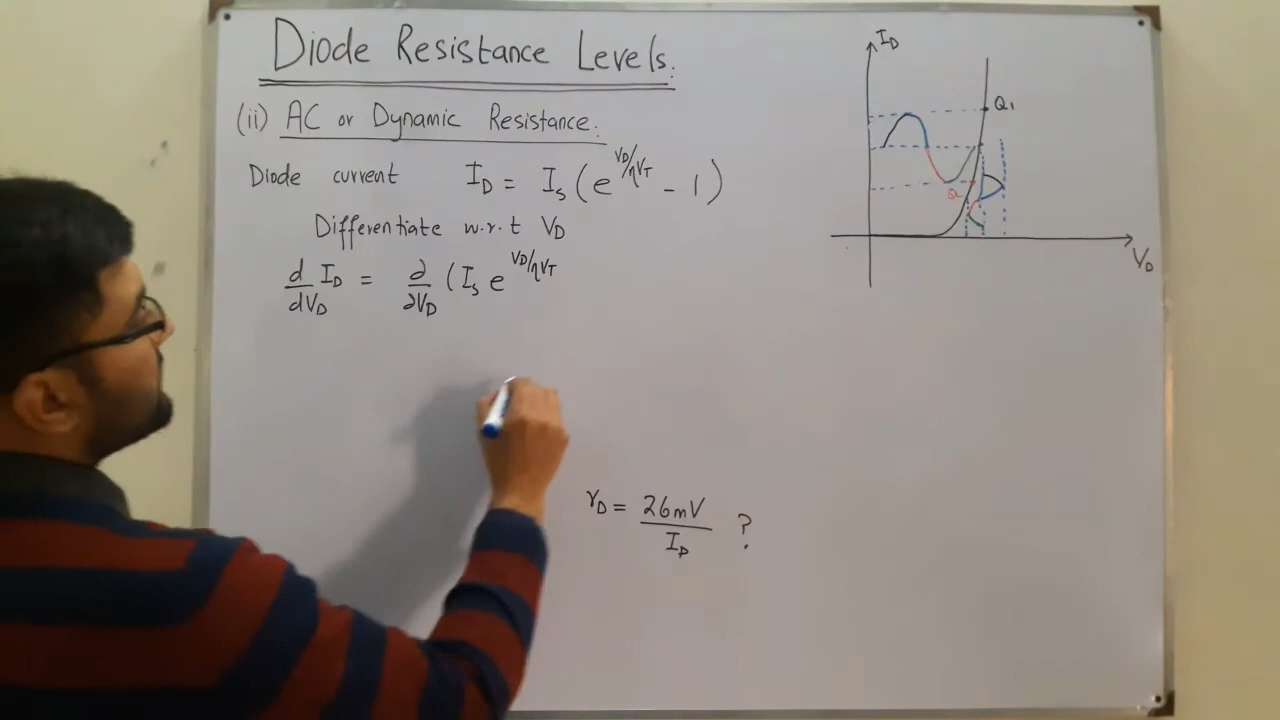 Diode Resistance Levels.
(ii) AC or Dynamic Resistance.
Diode current I_D = I_s (e^{V_D/ηV_T} - 1)
Differentiate w.r.t V_D
d/dV_D I_D = ∂/∂V_D (I_s e^{V_D/ηV_T}
r_D = 26mV/I_D ?
I_D
Q_1
Q_2
V_D